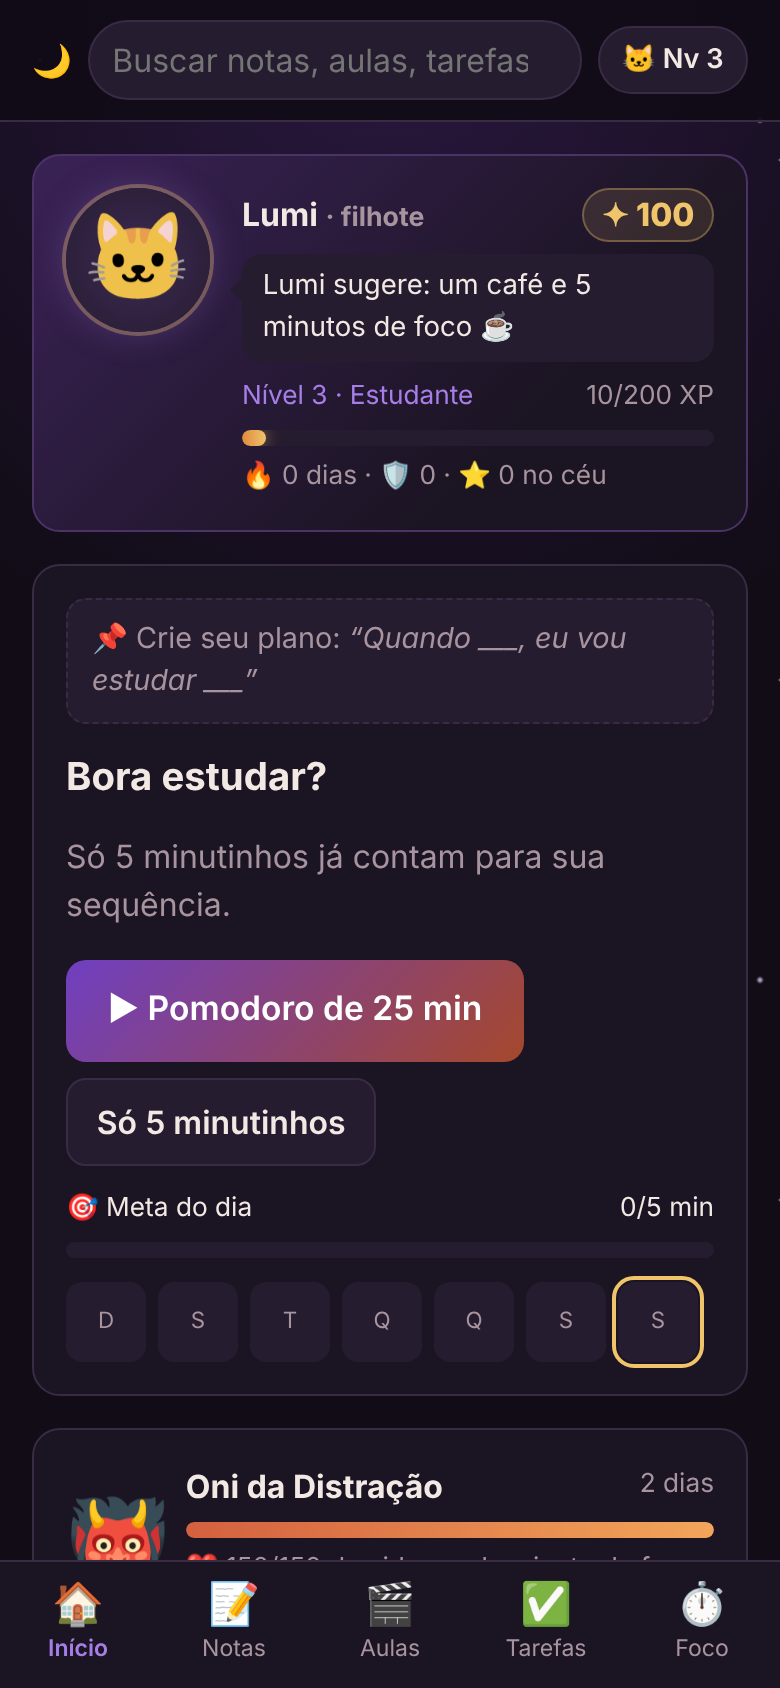 Buscar notas, aulas, tarefas
Nv 3
Lumi · filhote
✦ 100
Lumi sugere: um café e 5
minutos de foco ☕
Nível 3 · Estudante
10/200 XP
🔥 0 dias · 🛡️ 0 · ⭐ 0 no céu
📌 Crie seu plano: “Quando ___, eu vou
estudar ___”
Bora estudar?
Só 5 minutinhos já contam para sua
sequência.
▶ Pomodoro de 25 min
Só 5 minutinhos
🎯 Meta do dia
0/5 min
D S T Q Q S S
Oni da Distração
2 dias
Início
Notas
Aulas
Tarefas
Foco